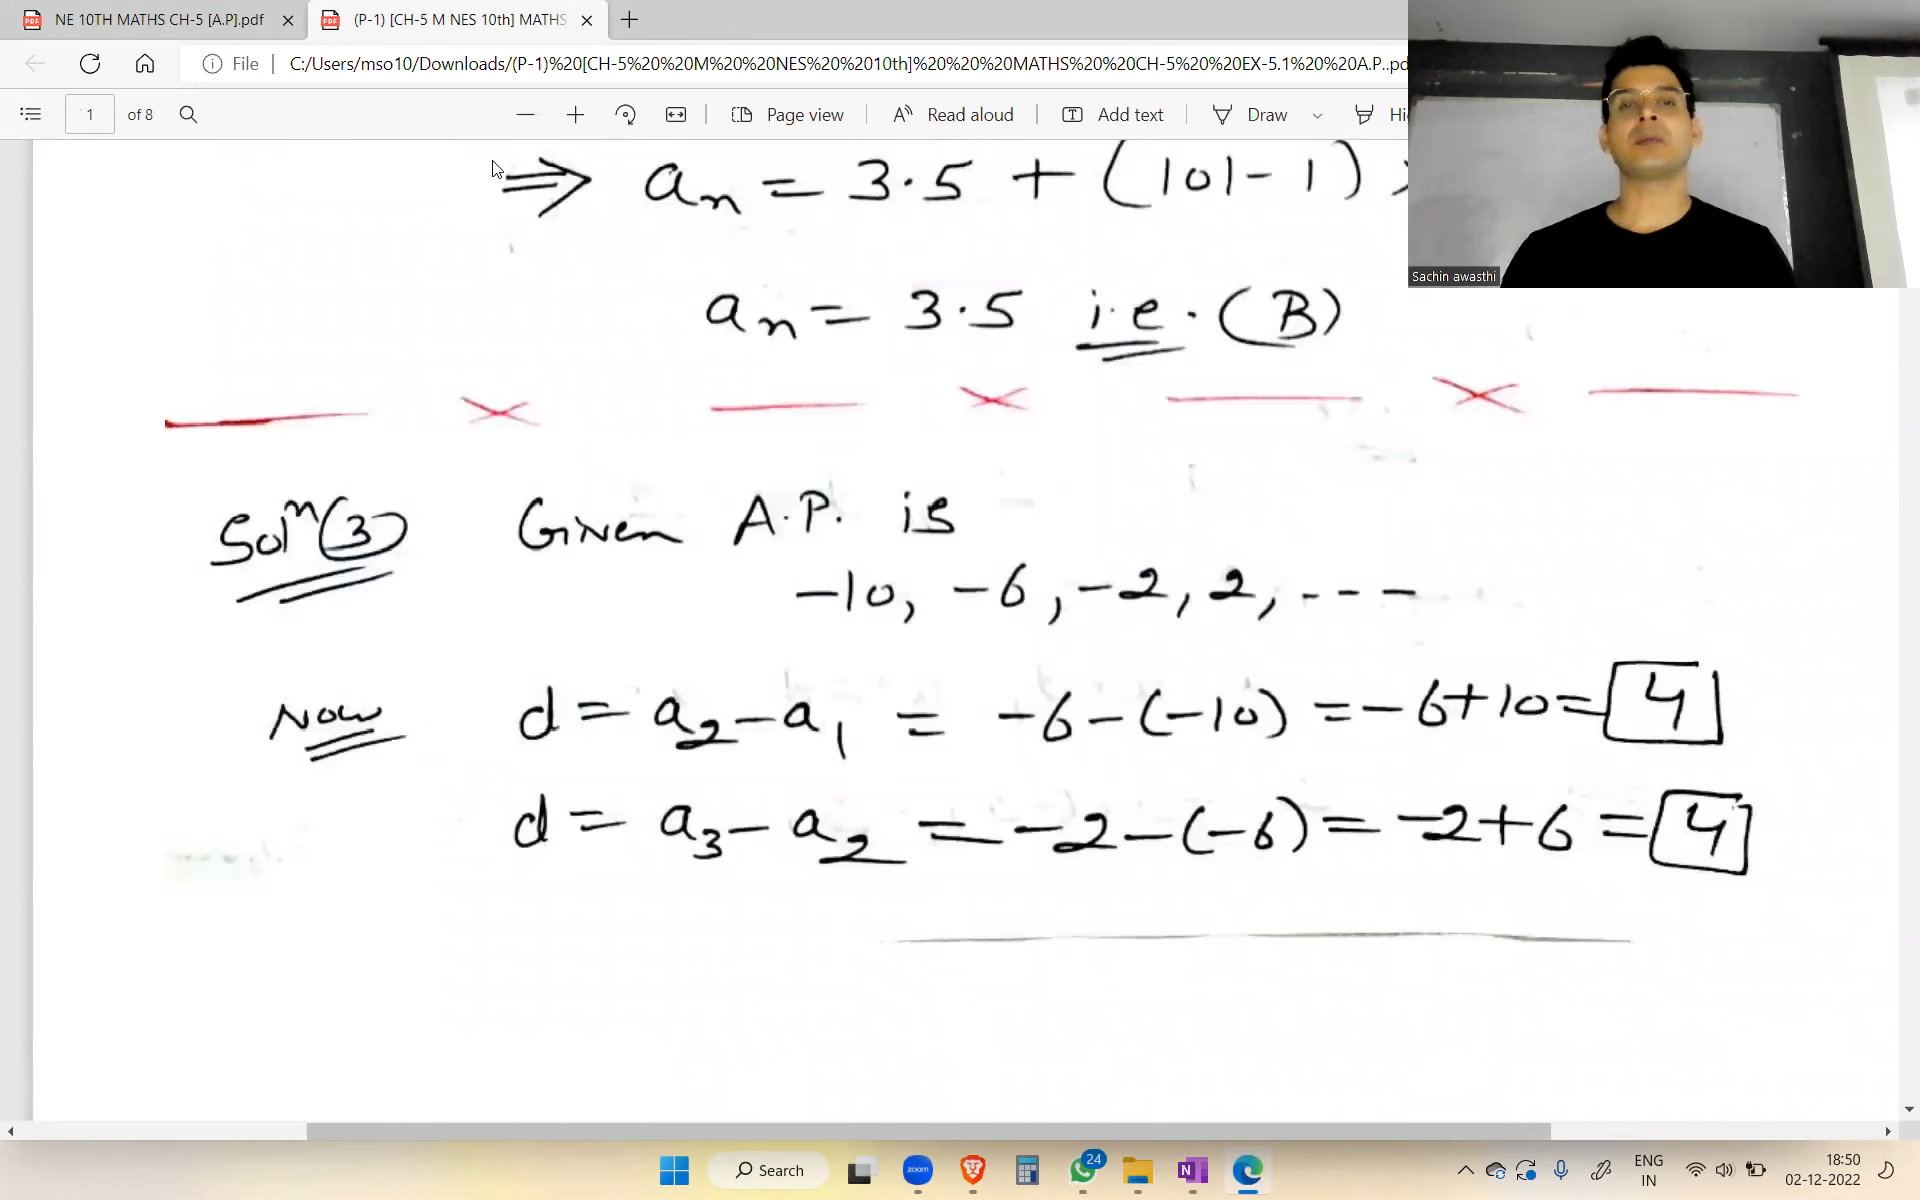 NE 10TH MATHS CH-5 [A.P].pdf
(P-1) [CH-5 M NES 10th] MATHS
File
C:/Users/mso10/Downloads/(P-1)%20[CH-5%20%20M%20%20NES%20%2010th]%20%20%20MATHS%20%20CH-5%20%20EX-5.1%20%20A.P..pd
1 of 8
Page view
Read aloud
Add text
Draw
Hi
⇒ aₙ = 3.5 + (101-1)
aₙ = 3.5 i.e. (B)
Sachin awasthi
Solⁿ (3) Given A.P. is
-10, -6, -2, 2, ---
Now d = a₂ - a₁ = -6-(-10) = -6+10 = 4
d = a₃ - a₂ = -2-(-6) = -2+6 = 4
Search
zoom
24
N
ENG
IN
18:50
02-12-2022